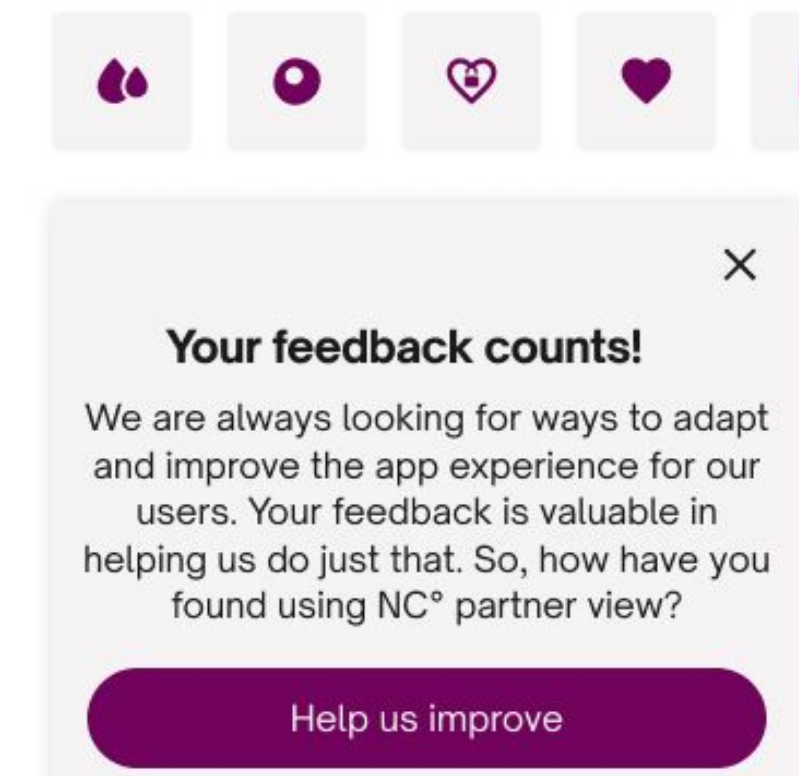 Your feedback counts!
We are always looking for ways to adapt
and improve the app experience for our
users. Your feedback is valuable in
helping us do just that. So, how have you
found using NC° partner view?
Help us improve